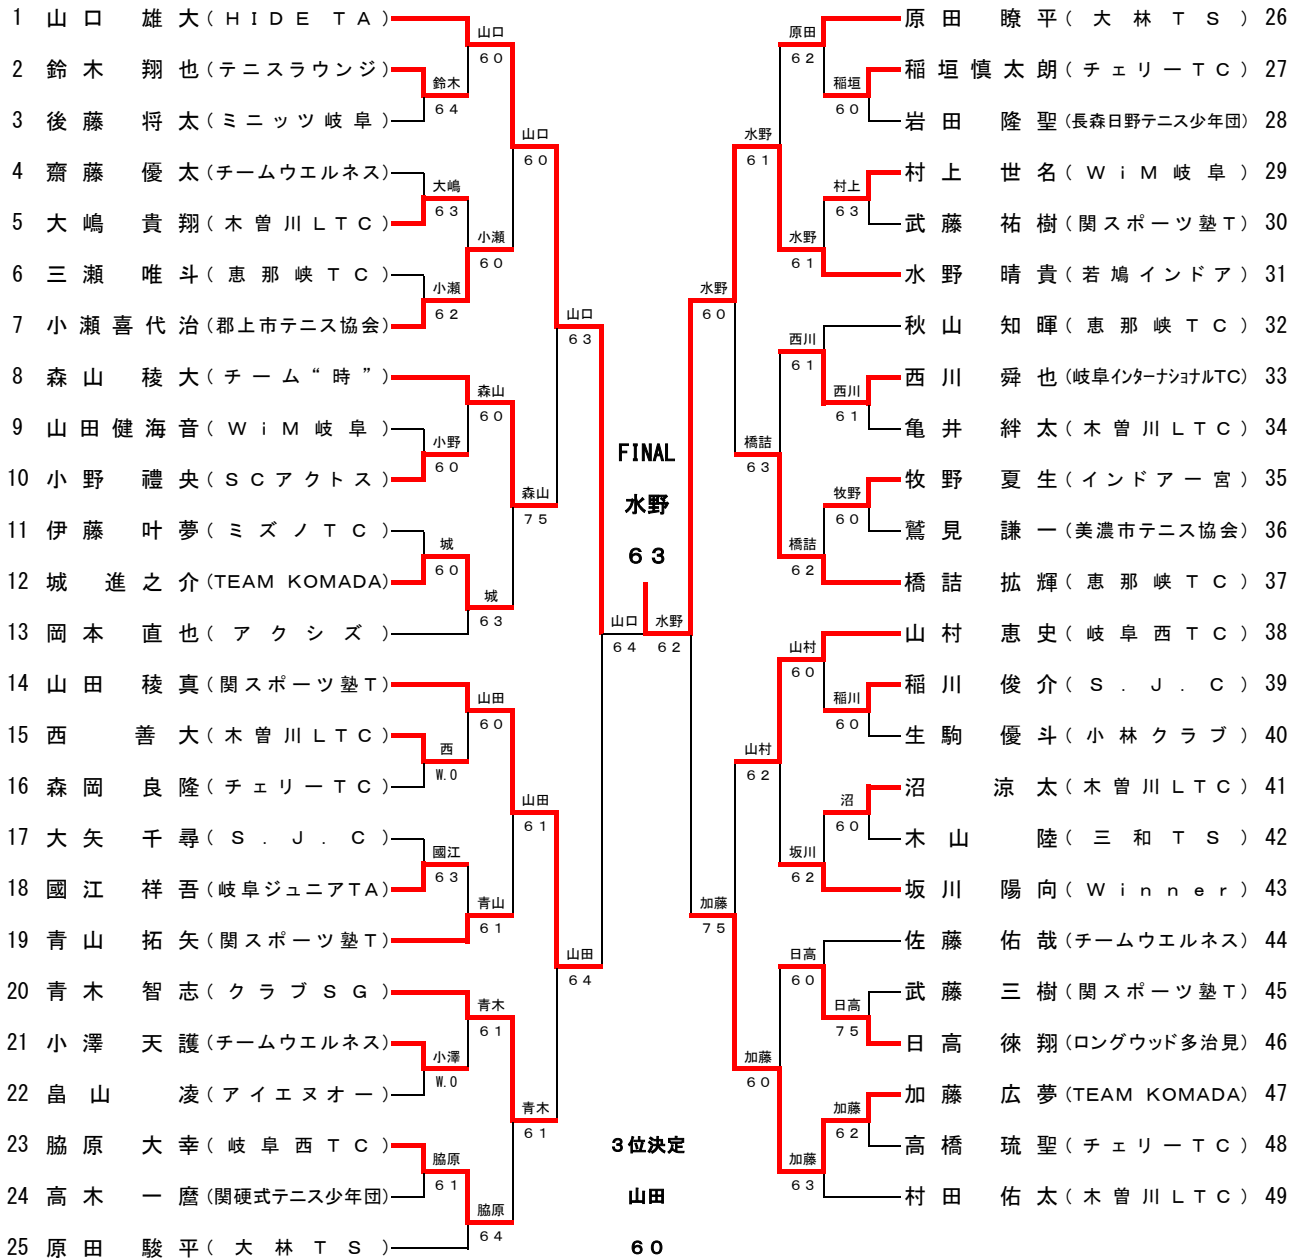 1 山口 雄大(HIDE TA)
2 鈴木 翔也(テニスラウンジ)
3 後藤 将太(ミニッツ岐阜)
4 齋藤 優太(チームウエルネス)
5 大嶋 貴翔(木曽川LTC)
6 三瀬 唯斗(恵那峡TC)
7 小瀬喜代治(郡上市テニス協会)
8 森山 稜大(チーム“時”)
9 山田健海音(WiM岐阜)
10 小野 禮央(SCアクトス)
11 伊藤 叶夢(ミズノTC)
12 城 進之介(TEAM KOMADA)
13 岡本 直也(アクシズ)
14 山田 稜真(関スポーツ塾T)
15 西 善大(木曽川LTC)
16 森岡 良隆(チェリーTC)
17 大矢 千尋(S.J.C)
18 國江 祥吾(岐阜ジュニアTA)
19 青山 拓矢(関スポーツ塾T)
20 青木 智志(クラブSG)
21 小澤 天護(チームウエルネス)
22 畠山 凌(アイエヌオー)
23 脇原 大幸(岐阜西TC)
24 高木 一麿(関硬式テニス少年団)
25 原田 駿平(大林TS)
山口
60
鈴木
64
大嶋
63
小瀬
62
森山
60
小野
60
城
60
城
63
山田
60
西
W.O
國江
63
青山
61
青木
61
小澤
W.O
脇原
61
脇原
64
山口
60
小瀬
60
森山
75
山田
61
青木
61
山口
63
山田
64
山口
64
FINAL
水野
63
水野
62
3位決定
山田
60
水野
60
加藤
75
水野
61
橋詰
63
山村
62
加藤
60
原田
62
稲垣
60
村上
63
水野
61
西川
61
西川
61
牧野
60
橋詰
62
山村
60
稲川
60
沼
60
坂川
62
日高
60
日高
75
加藤
62
加藤
63
原田 瞭平(大林TS) 26
稲垣慎太朗(チェリーTC) 27
岩田 隆聖(長森日野テニス少年団) 28
村上 世名(WiM岐阜) 29
武藤 祐樹(関スポーツ塾T) 30
水野 晴貴(若鳩インドア) 31
秋山 知暉(恵那峡TC) 32
西川 舜也(岐阜インターナショナルTC) 33
亀井 絆太(木曽川LTC) 34
牧野 夏生(インドアー宮) 35
鷲見 謙一(美濃市テニス協会) 36
橋詰 拡輝(恵那峡TC) 37
山村 恵史(岐阜西TC) 38
稲川 俊介(S.J.C) 39
生駒 優斗(小林クラブ) 40
沼 涼太(木曽川LTC) 41
木山 陸(三和TS) 42
坂川 陽向(Winner) 43
佐藤 佑哉(チームウエルネス) 44
武藤 三樹(関スポーツ塾T) 45
日高 徠翔(ロングウッド多治見) 46
加藤 広夢(TEAM KOMADA) 47
高橋 琉聖(チェリーTC) 48
村田 佑太(木曽川LTC) 49